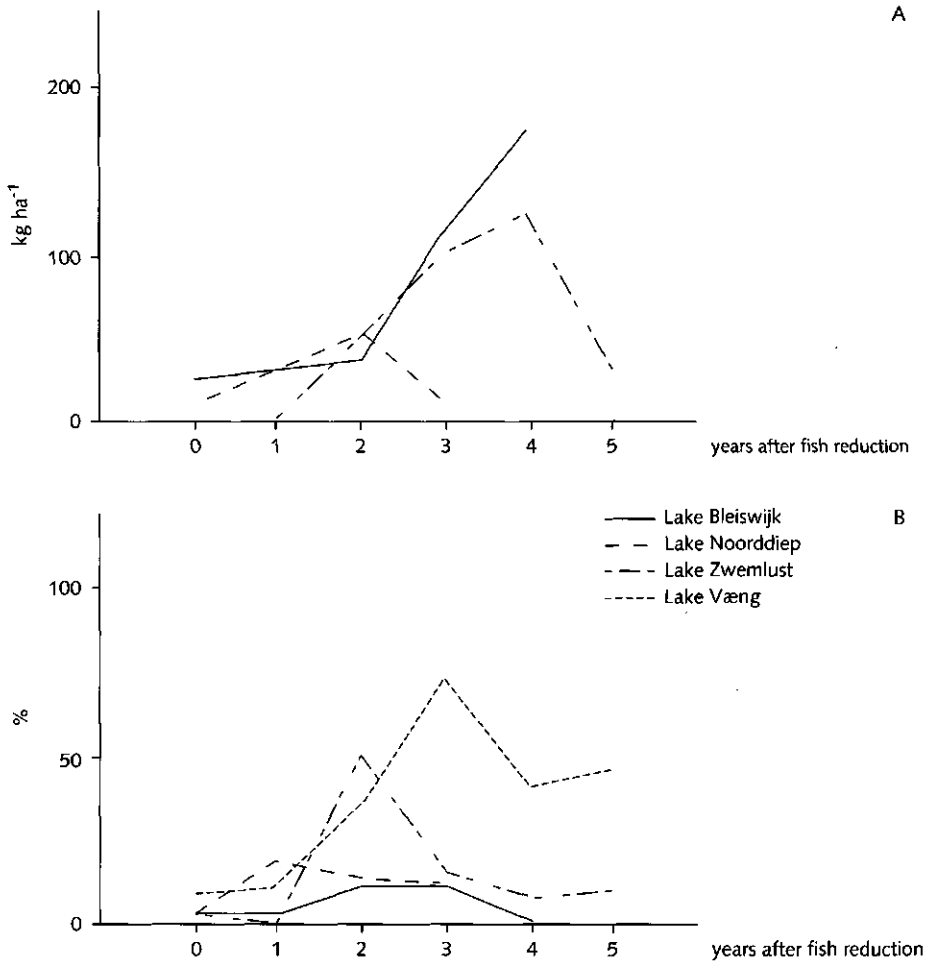 A
200
kg ha⁻¹
100
0
0 1 2 3 4 5 years after fish reduction
Lake Bleiswijk
B
Lake Noorddiep
Lake Zwemlust
100
Lake Væng
%
50
0
0 1 2 3 4 5 years after fish reduction